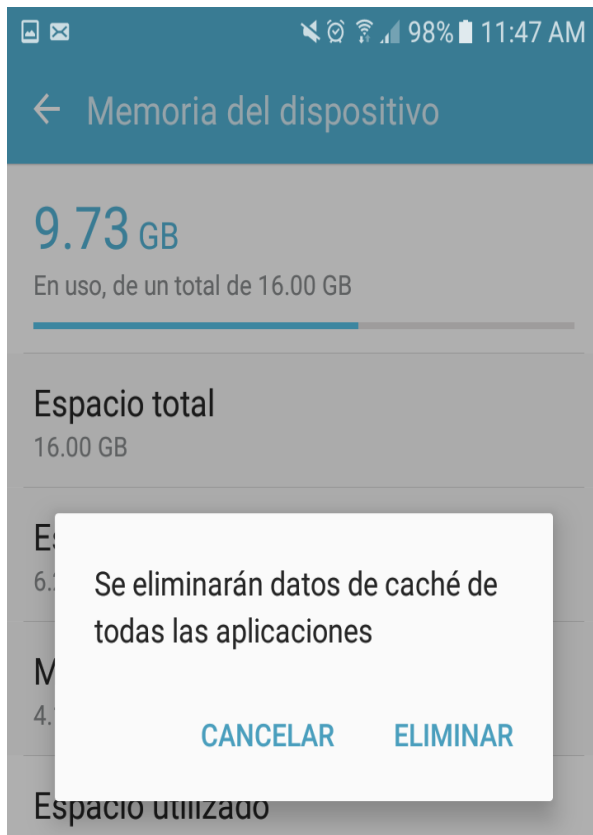 98% 11:47 AM
Memoria del dispositivo
9.73 GB
En uso, de un total de 16.00 GB
Espacio total
16.00 GB
Se eliminarán datos de caché de
todas las aplicaciones
CANCELAR ELIMINAR
Espacio utilizado